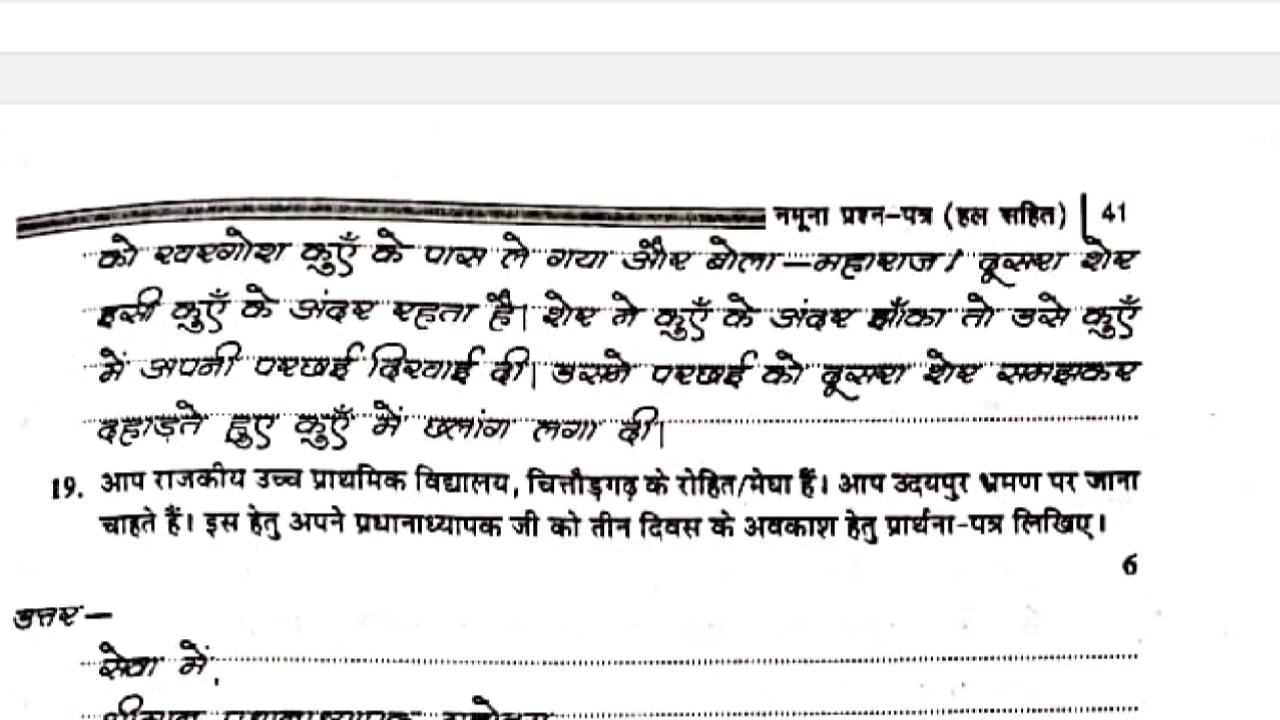 नमूना प्रश्न-पत्र (हल सहित) | 41
को खरगोश कुएँ के पास ले गया और बोला—महाराज! दूसरा शेर
इसी कुएँ के अंदर रहता है। शेर ने कुएँ के अंदर झाँका तो उसे कुएँ
में अपनी परछाई दिखाई दी। उसने परछाई को दूसरा शेर समझकर
दहाड़ते हुए कुएँ में छलांग लगा दी।
19. आप राजकीय उच्च प्राथमिक विद्यालय, चित्तौड़गढ़ के रोहित/मेघा हैं। आप उदयपुर भ्रमण पर जाना
चाहते हैं। इस हेतु अपने प्रधानाध्यापक जी को तीन दिवस के अवकाश हेतु प्रार्थना-पत्र लिखिए।
6
उत्तर—
सेवा में,